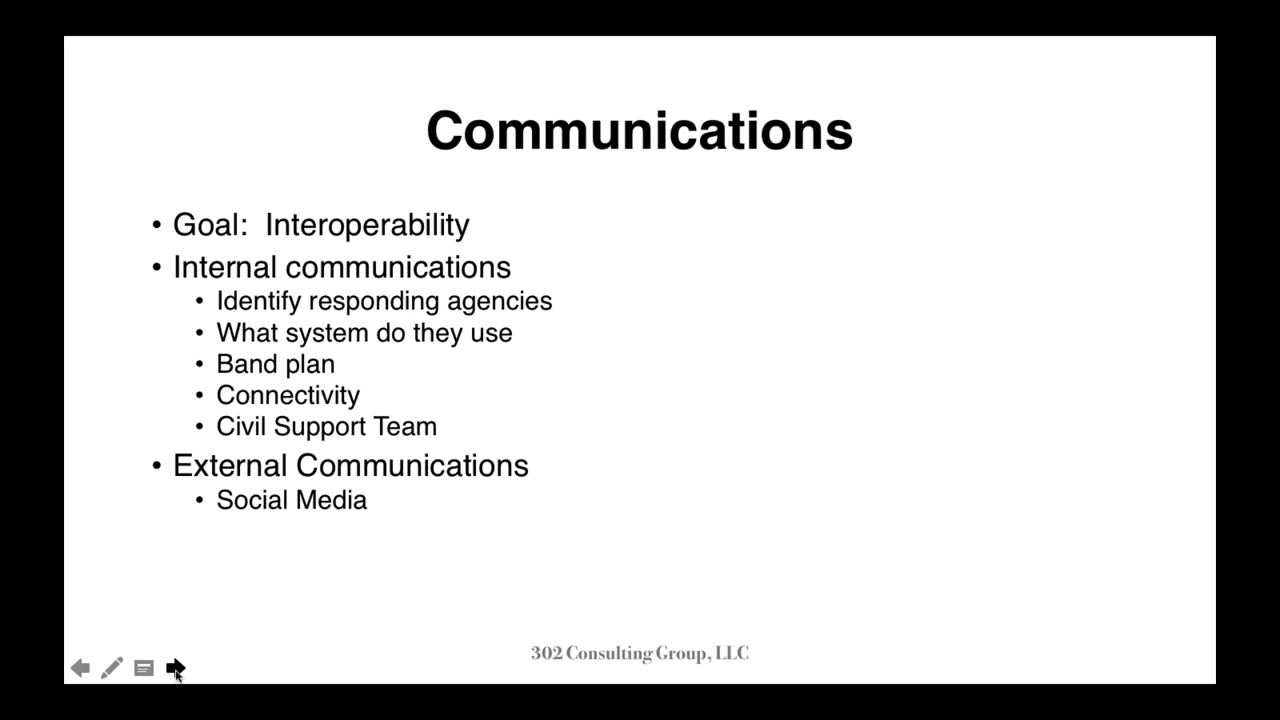 Communications
• Goal:  Interoperability
• Internal communications
• Identify responding agencies
• What system do they use
• Band plan
• Connectivity
• Civil Support Team
• External Communications
• Social Media
302 Consulting Group, LLC